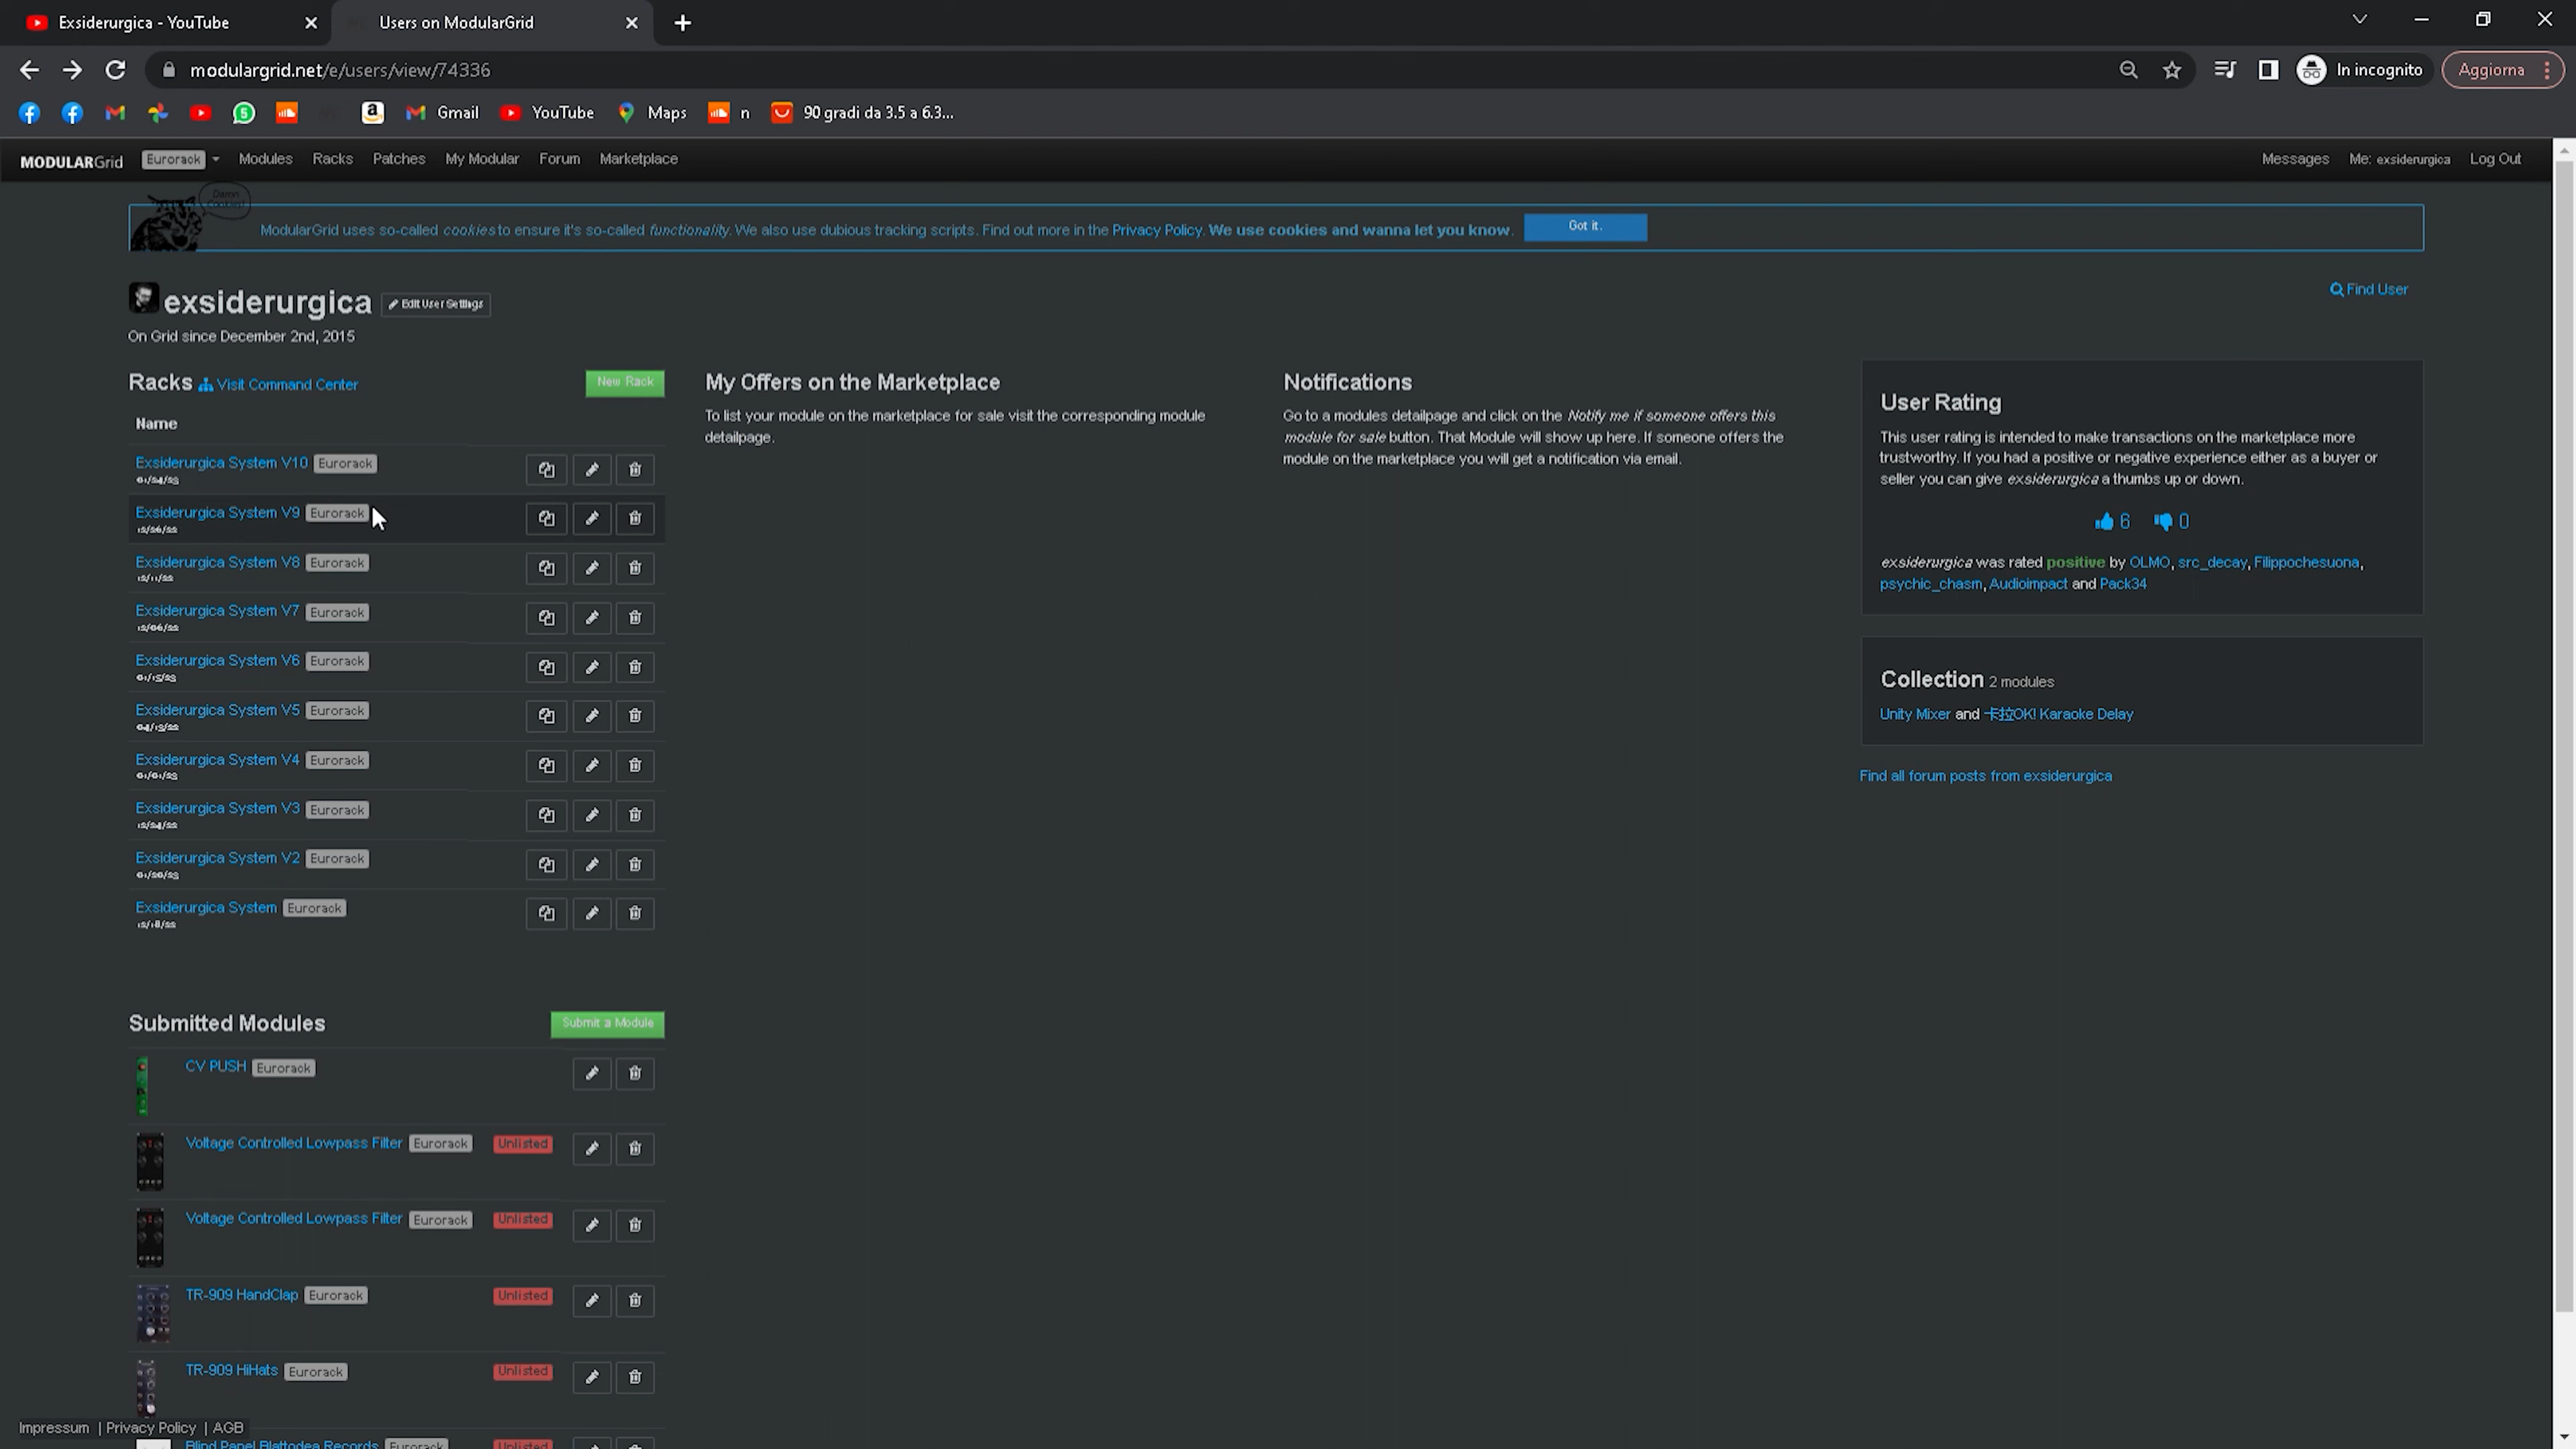 Exsiderurgica - YouTube
Users on ModularGrid
modulargrid.net/e/users/view/74336
In incognito
Aggiorna
Gmail
YouTube
Maps
n
90 gradi da 3.5 a 6.3...
MODULARGrid
Eurorack
Modules
Racks
Patches
My Modular
Forum
Marketplace
Messages
Me: exsiderurgica
Log Out
Damn
ModularGrid uses so-called cookies to ensure it's so-called functionality. We also use dubious tracking scripts. Find out more in the Privacy Policy. We use cookies and wanna let you know.
Got it.
exsiderurgica
Edit User Settings
Find User
On Grid since December 2nd, 2015
Racks
Visit Command Center
New Rack
Name
Exsiderurgica System V10 Eurorack
Exsiderurgica System V9 Eurorack
Exsiderurgica System V8 Eurorack
Exsiderurgica System V7 Eurorack
Exsiderurgica System V6 Eurorack
Exsiderurgica System V5 Eurorack
Exsiderurgica System V4 Eurorack
Exsiderurgica System V3 Eurorack
Exsiderurgica System V2 Eurorack
Exsiderurgica System Eurorack
My Offers on the Marketplace
To list your module on the marketplace for sale visit the corresponding module
detailpage.
Notifications
Go to a modules detailpage and click on the Notify me if someone offers this
module for sale button. That Module will show up here. If someone offers the
module on the marketplace you will get a notification via email.
User Rating
This user rating is intended to make transactions on the marketplace more
trustworthy. If you had a positive or negative experience either as a buyer or
seller you can give exsiderurgica a thumbs up or down.
6 0
exsiderurgica was rated positive by OLMO, src_decay, Filippochesuona,
psychic_chasm, Audioimpact and Pack34
Collection 2 modules
Unity Mixer and 卡拉OK! Karaoke Delay
Find all forum posts from exsiderurgica
Submitted Modules
Submit a Module
CV PUSH Eurorack
Voltage Controlled Lowpass Filter Eurorack Unlisted
Voltage Controlled Lowpass Filter Eurorack Unlisted
TR-909 HandClap Eurorack Unlisted
TR-909 HiHats Eurorack Unlisted
Impressum | Privacy Policy | AGB
Blind Panel Blattodea Records Eurorack Unlisted